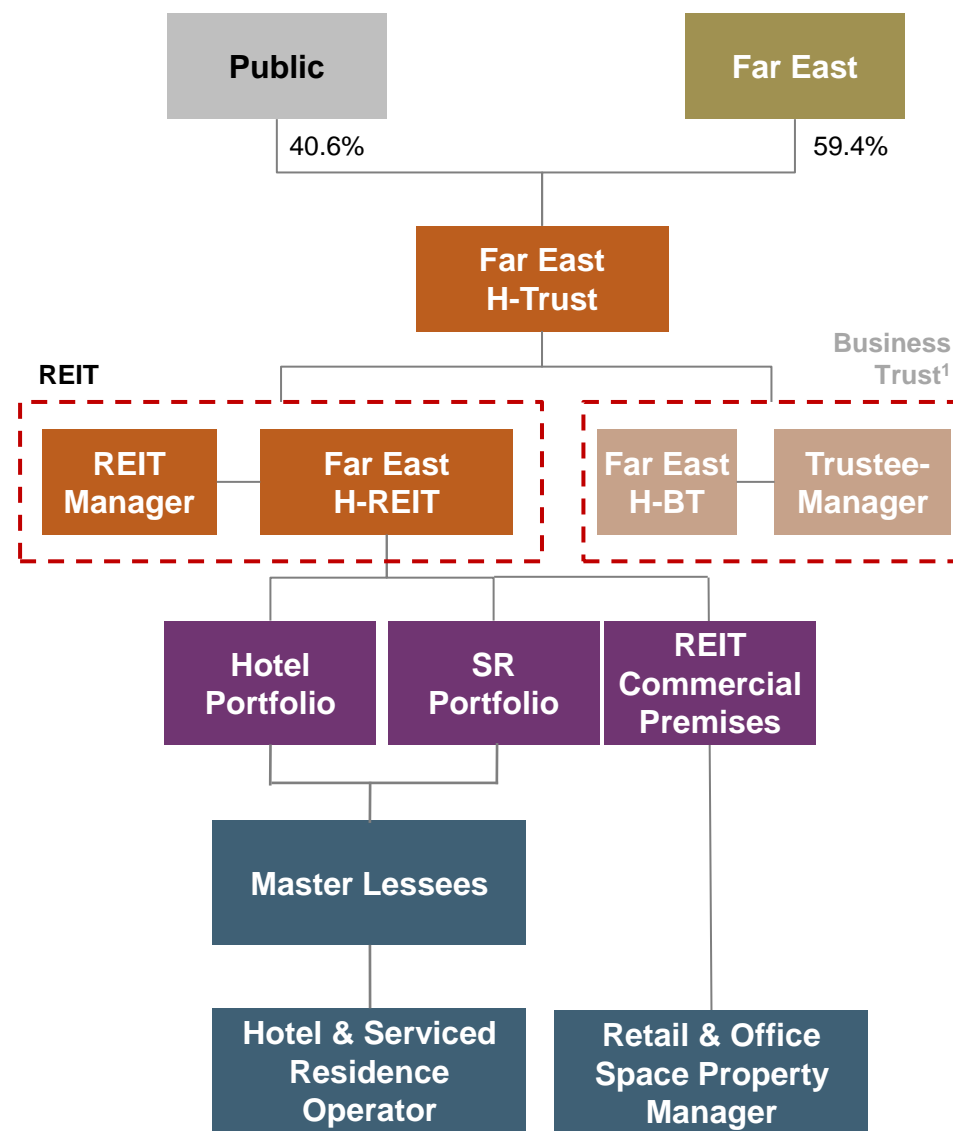 Public
Far East
40.6%
59.4%
Far East
H-Trust
REIT
Business
Trust¹
REIT
Manager
Far East
H-REIT
Far East
H-BT
Trustee-
Manager
Hotel
Portfolio
SR
Portfolio
REIT
Commercial
Premises
Master Lessees
Hotel & Serviced
Residence
Operator
Retail & Office
Space Property
Manager